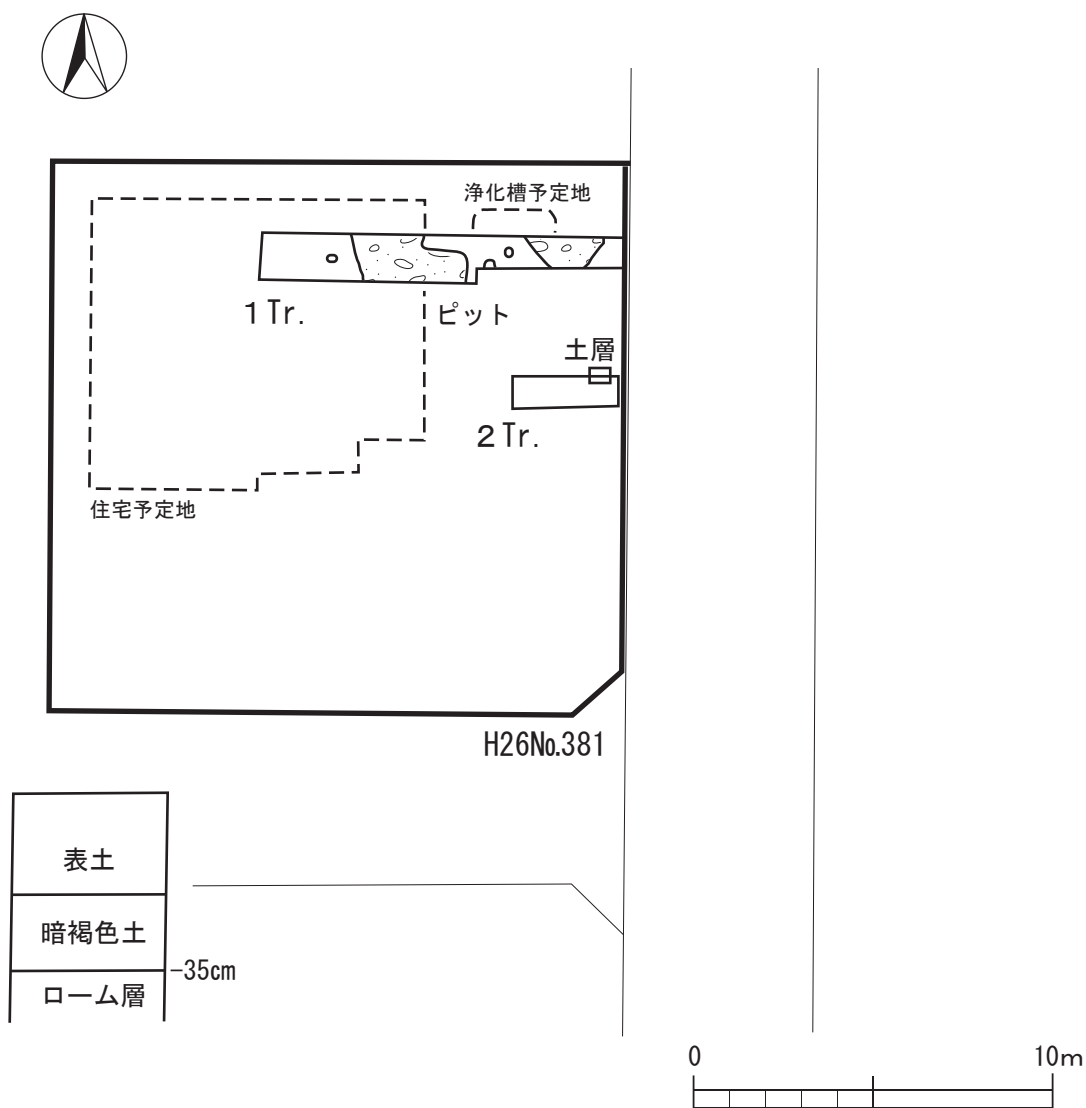 浄化槽予定地
1Tr.
ピット
土層
2Tr.
住宅予定地
H26No.381
表土
暗褐色土
-35cm
ローム層
0
10m